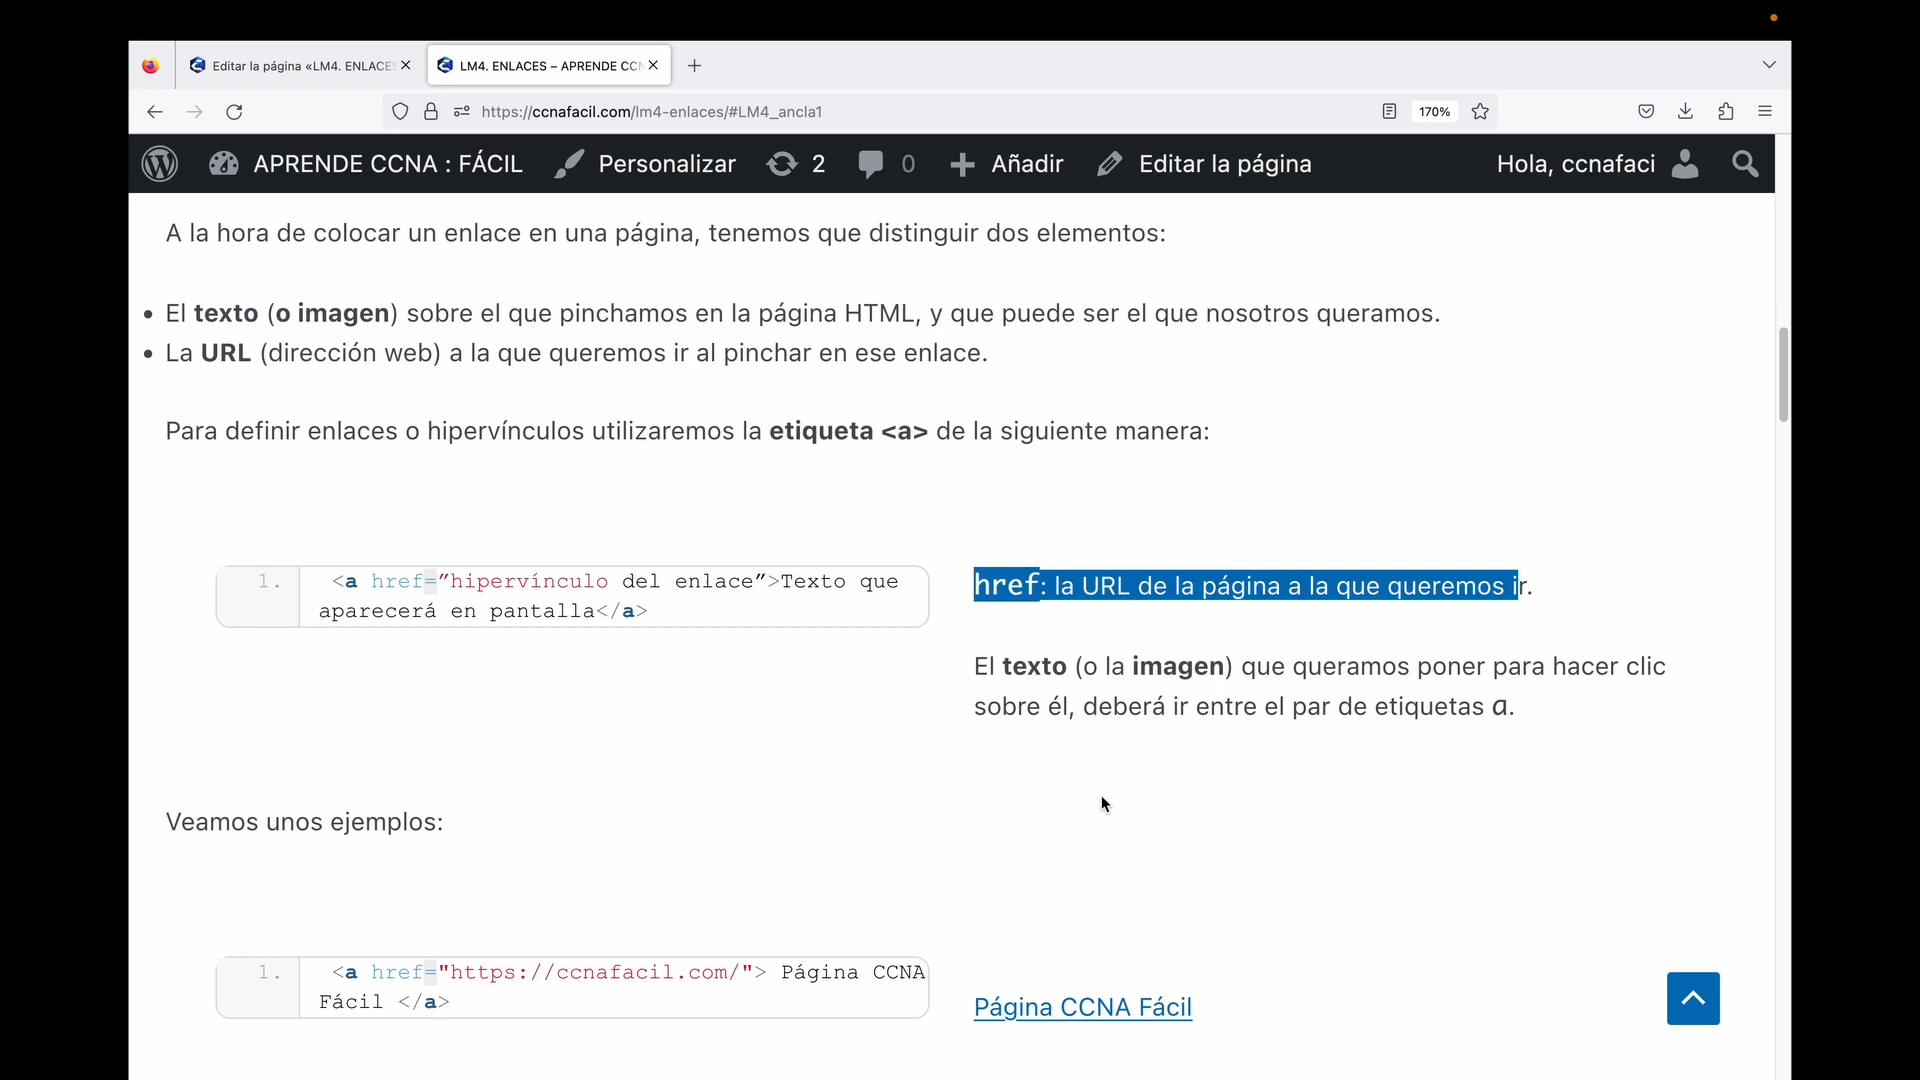 Editar la página «LM4. ENLACES
LM4. ENLACES – APRENDE CCN
https://ccnafacil.com/lm4-enlaces/#LM4_ancla1
170%
APRENDE CCNA : FÁCIL
Personalizar
2
0
Añadir
Editar la página
Hola, ccnafaci
A la hora de colocar un enlace en una página, tenemos que distinguir dos elementos:
• El texto (o imagen) sobre el que pinchamos en la página HTML, y que puede ser el que nosotros queramos.
• La URL (dirección web) a la que queremos ir al pinchar en ese enlace.
Para definir enlaces o hipervínculos utilizaremos la etiqueta <a> de la siguiente manera:
1. <a href=”hipervínculo del enlace”>Texto que
aparecerá en pantalla</a>
href: la URL de la página a la que queremos ir.
El texto (o la imagen) que queramos poner para hacer clic
sobre él, deberá ir entre el par de etiquetas a.
Veamos unos ejemplos:
1. <a href="https://ccnafacil.com/"> Página CCNA
Fácil </a>
Página CCNA Fácil